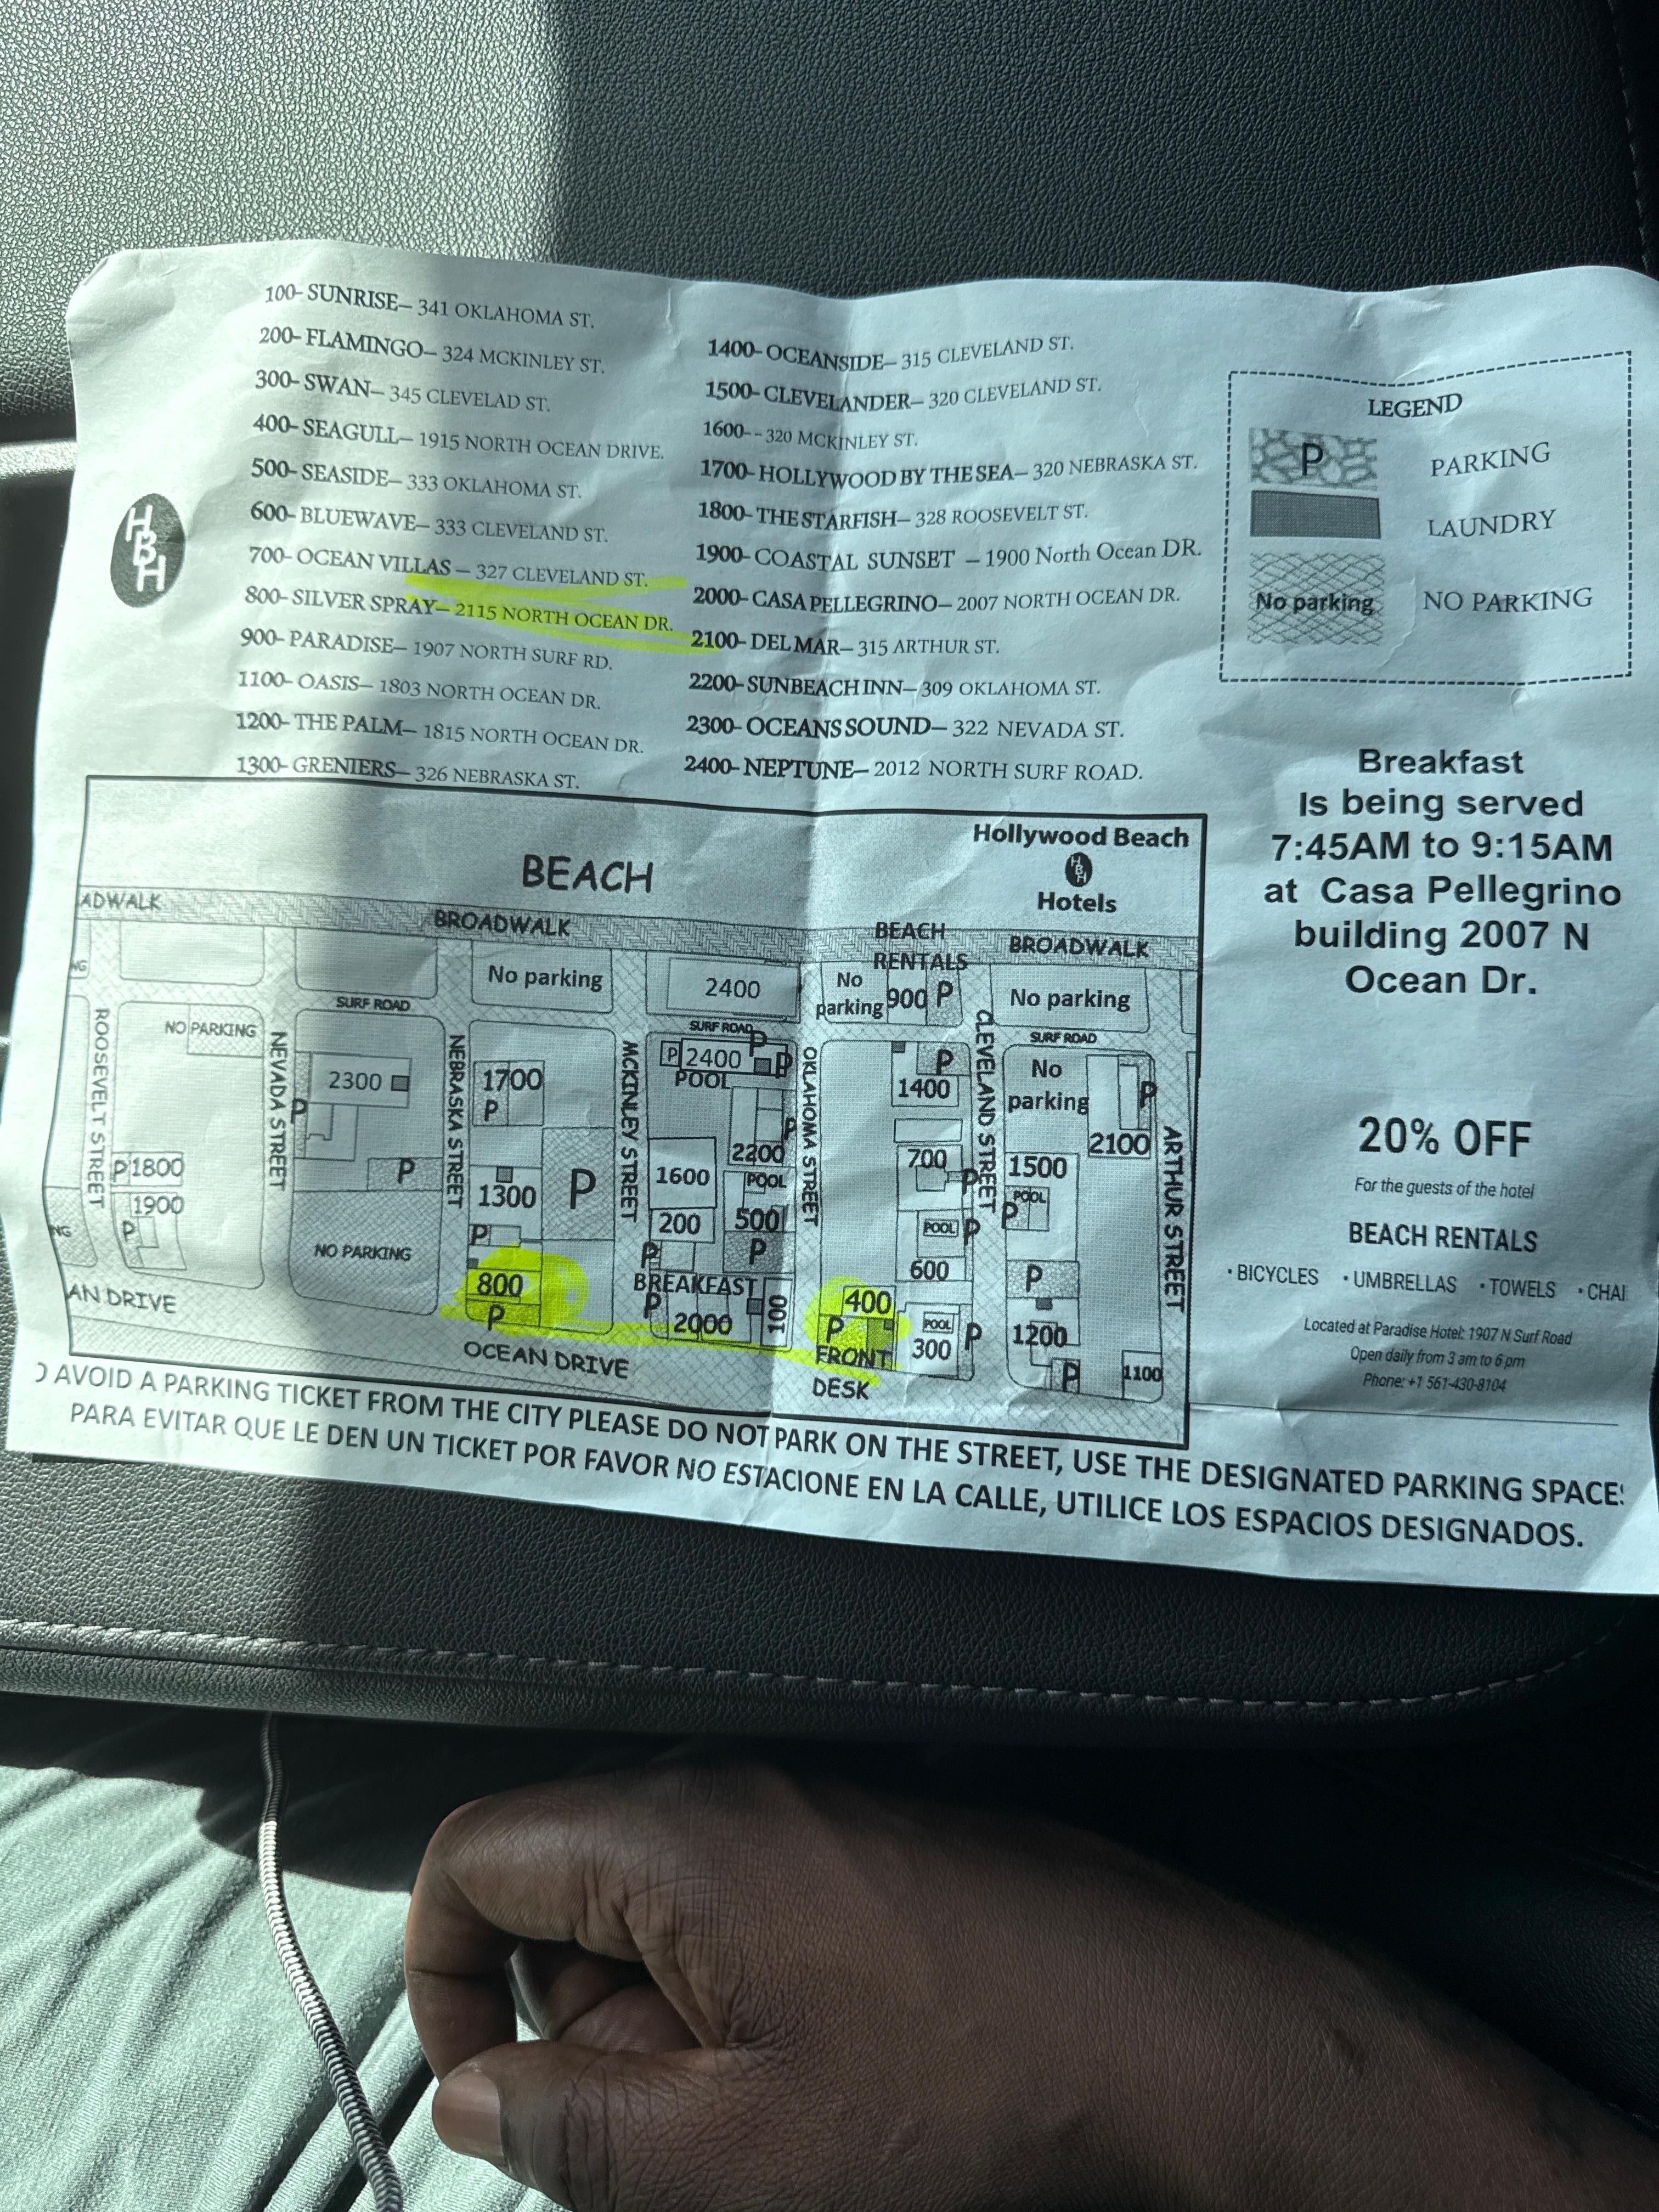 100- SUNRISE– 341 OKLAHOMA ST.
200- FLAMINGO– 324 MCKINLEY ST.
300- SWAN– 345 CLEVELAD ST.
400- SEAGULL– 1915 NORTH OCEAN DRIVE.
500- SEASIDE– 333 OKLAHOMA ST.
600- BLUEWAVE– 333 CLEVELAND ST.
700- OCEAN VILLAS – 327 CLEVELAND ST.
800- SILVER SPRAY– 2115 NORTH OCEAN DR.
900- PARADISE– 1907 NORTH SURF RD.
1100- OASIS– 1803 NORTH OCEAN DR.
1200- THE PALM– 1815 NORTH OCEAN DR.
1300- GRENIERS– 326 NEBRASKA ST.
1400- OCEANSIDE– 315 CLEVELAND ST.
1500- CLEVELANDER– 320 CLEVELAND ST.
1600- - 320 MCKINLEY ST.
1700- HOLLYWOOD BY THE SEA– 320 NEBRASKA ST.
1800- THE STARFISH– 328 ROOSEVELT ST.
1900- COASTAL SUNSET – 1900 North Ocean DR.
2000- CASA PELLEGRINO– 2007 NORTH OCEAN DR.
2100- DEL MAR– 315 ARTHUR ST.
2200- SUNBEACH INN– 309 OKLAHOMA ST.
2300- OCEANS SOUND– 322 NEVADA ST.
2400- NEPTUNE– 2012 NORTH SURF ROAD.
HBH
LEGEND
P PARKING
LAUNDRY
No parking NO PARKING
Breakfast
Is being served
7:45AM to 9:15AM
at Casa Pellegrino
building 2007 N
Ocean Dr.
20% OFF
For the guests of the hotel
BEACH RENTALS
• BICYCLES • UMBRELLAS • TOWELS • CHAI
Located at Paradise Hotel: 1907 N Surf Road
Open daily from 3 am to 6 pm
Phone: +1 561-430-8104
Hollywood Beach
HBH
Hotels
BEACH
ADWALK
BROADWALK
BEACH
RENTALS
BROADWALK
No parking
2400
No
parking
900 P
No parking
NG
SURF ROAD
SURF ROAD
SURF ROAD
ROOSEVELT STREET
NO PARKING
NEVADA STREET
2300
P
P
NO PARKING
P 1800
1900
P
NG
NEBRASKA STREET
1700
P
1300
P
P
800
P
MCKINLEY STREET
P 2400
P
P
POOL
P
2200
1600
POOL
200
500
P
P
BREAKFAST
P
2000
100
OKLAHOMA STREET
P
1400
700
P
POOL P
600
400
P
POOL
300
P
FRONT
DESK
CLEVELAND STREET
No
parking
P
2100
1500
POOL
P
P
1200
P
1100
ARTHUR STREET
AN DRIVE
OCEAN DRIVE
O AVOID A PARKING TICKET FROM THE CITY PLEASE DO NOT PARK ON THE STREET, USE THE DESIGNATED PARKING SPACES
PARA EVITAR QUE LE DEN UN TICKET POR FAVOR NO ESTACIONE EN LA CALLE, UTILICE LOS ESPACIOS DESIGNADOS.